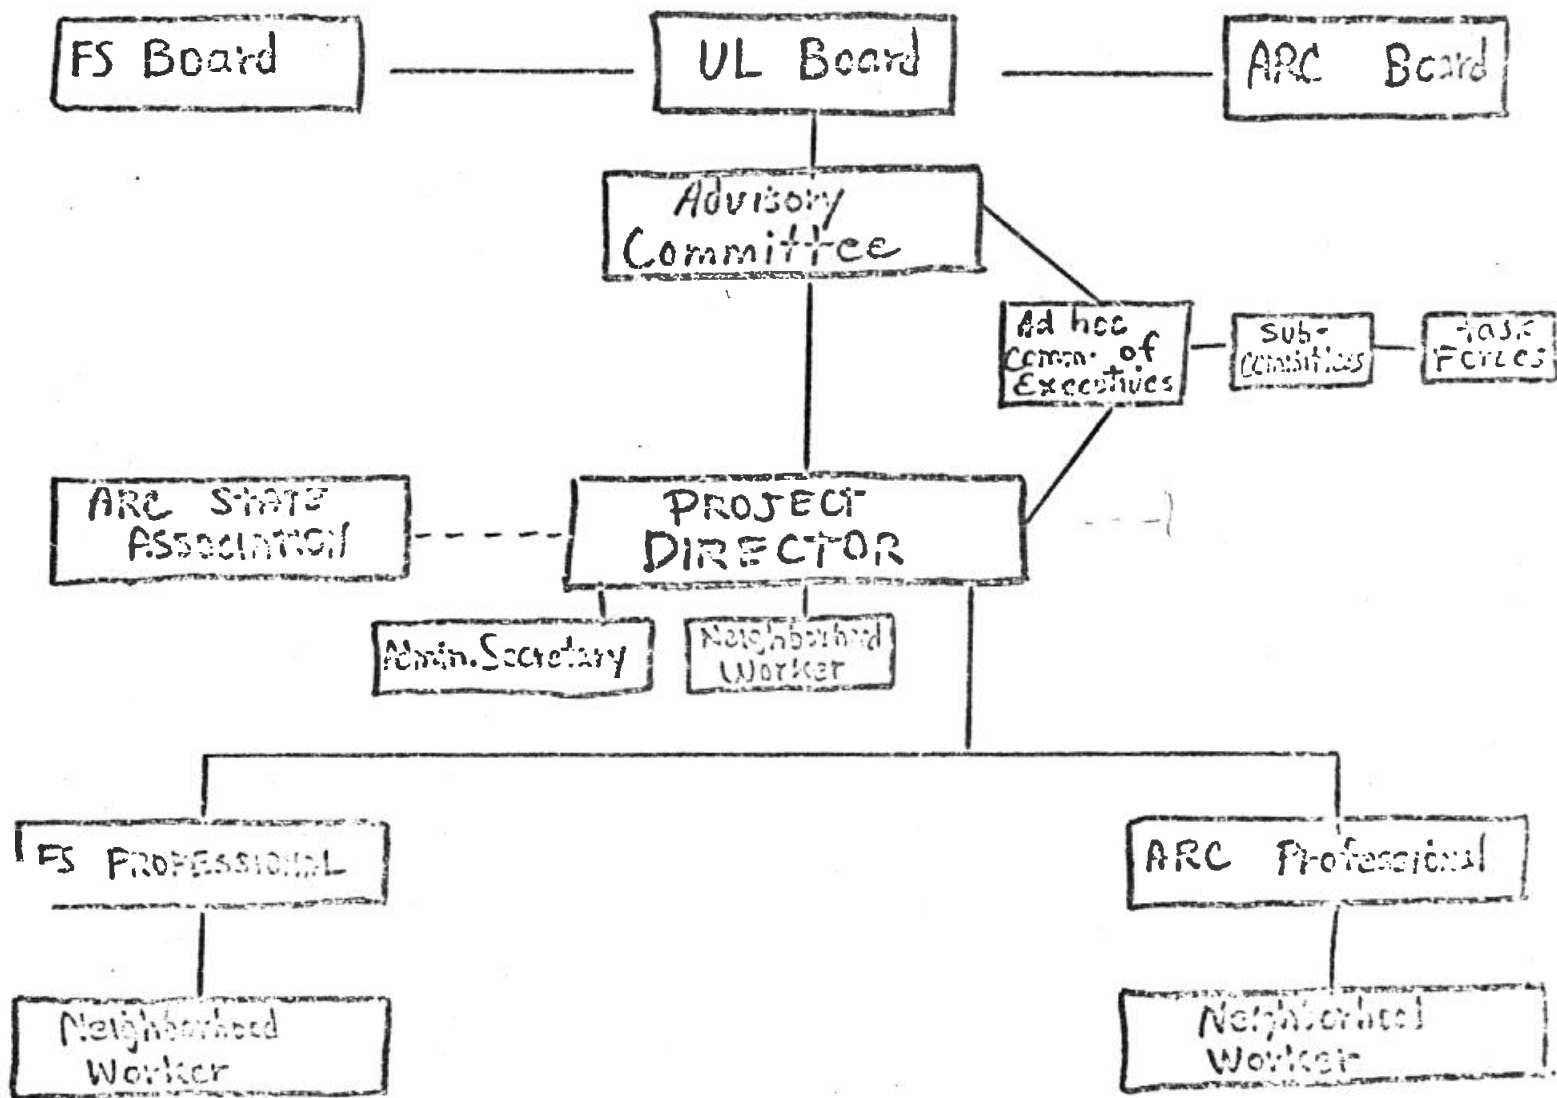 FS Board
UL Board
ARC Board
Advisory
Committee
Ad hoc
Comm. of
Executives
Sub-
committees
task
Forces
ARC STATE
ASSOCIATION
PROJECT
DIRECTOR
Admin. Secretary
Neighborhood
Worker
FS PROFESSIONAL
ARC Professional
Neighborhood
Worker
Neighborhood
Worker